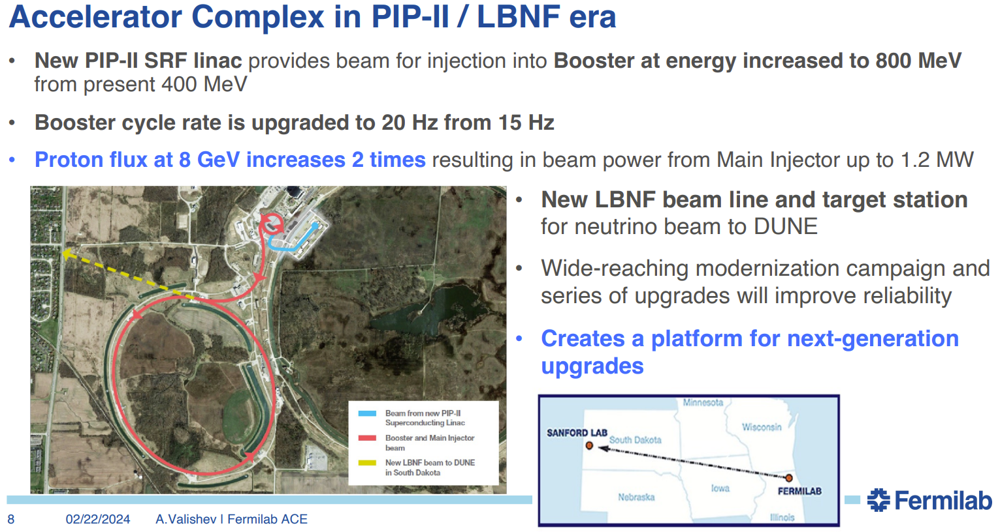 Accelerator Complex in PIP-II / LBNF era
• New PIP-II SRF linac provides beam for injection into Booster at energy increased to 800 MeV
from present 400 MeV
• Booster cycle rate is upgraded to 20 Hz from 15 Hz
• Proton flux at 8 GeV increases 2 times resulting in beam power from Main Injector up to 1.2 MW
• New LBNF beam line and target station
for neutrino beam to DUNE
• Wide-reaching modernization campaign and
series of upgrades will improve reliability
• Creates a platform for next-generation
upgrades
Beam from new PIP-II
Superconducting Linac
Booster and Main Injector
beam
New LBNF beam to DUNE
in South Dakota
Minnesota
Wisconsin
SANFORD LAB
South Dakota
Iowa
FERMILAB
Nebraska
Illinois
Fermilab
8 02/22/2024 A.Valishev I Fermilab ACE